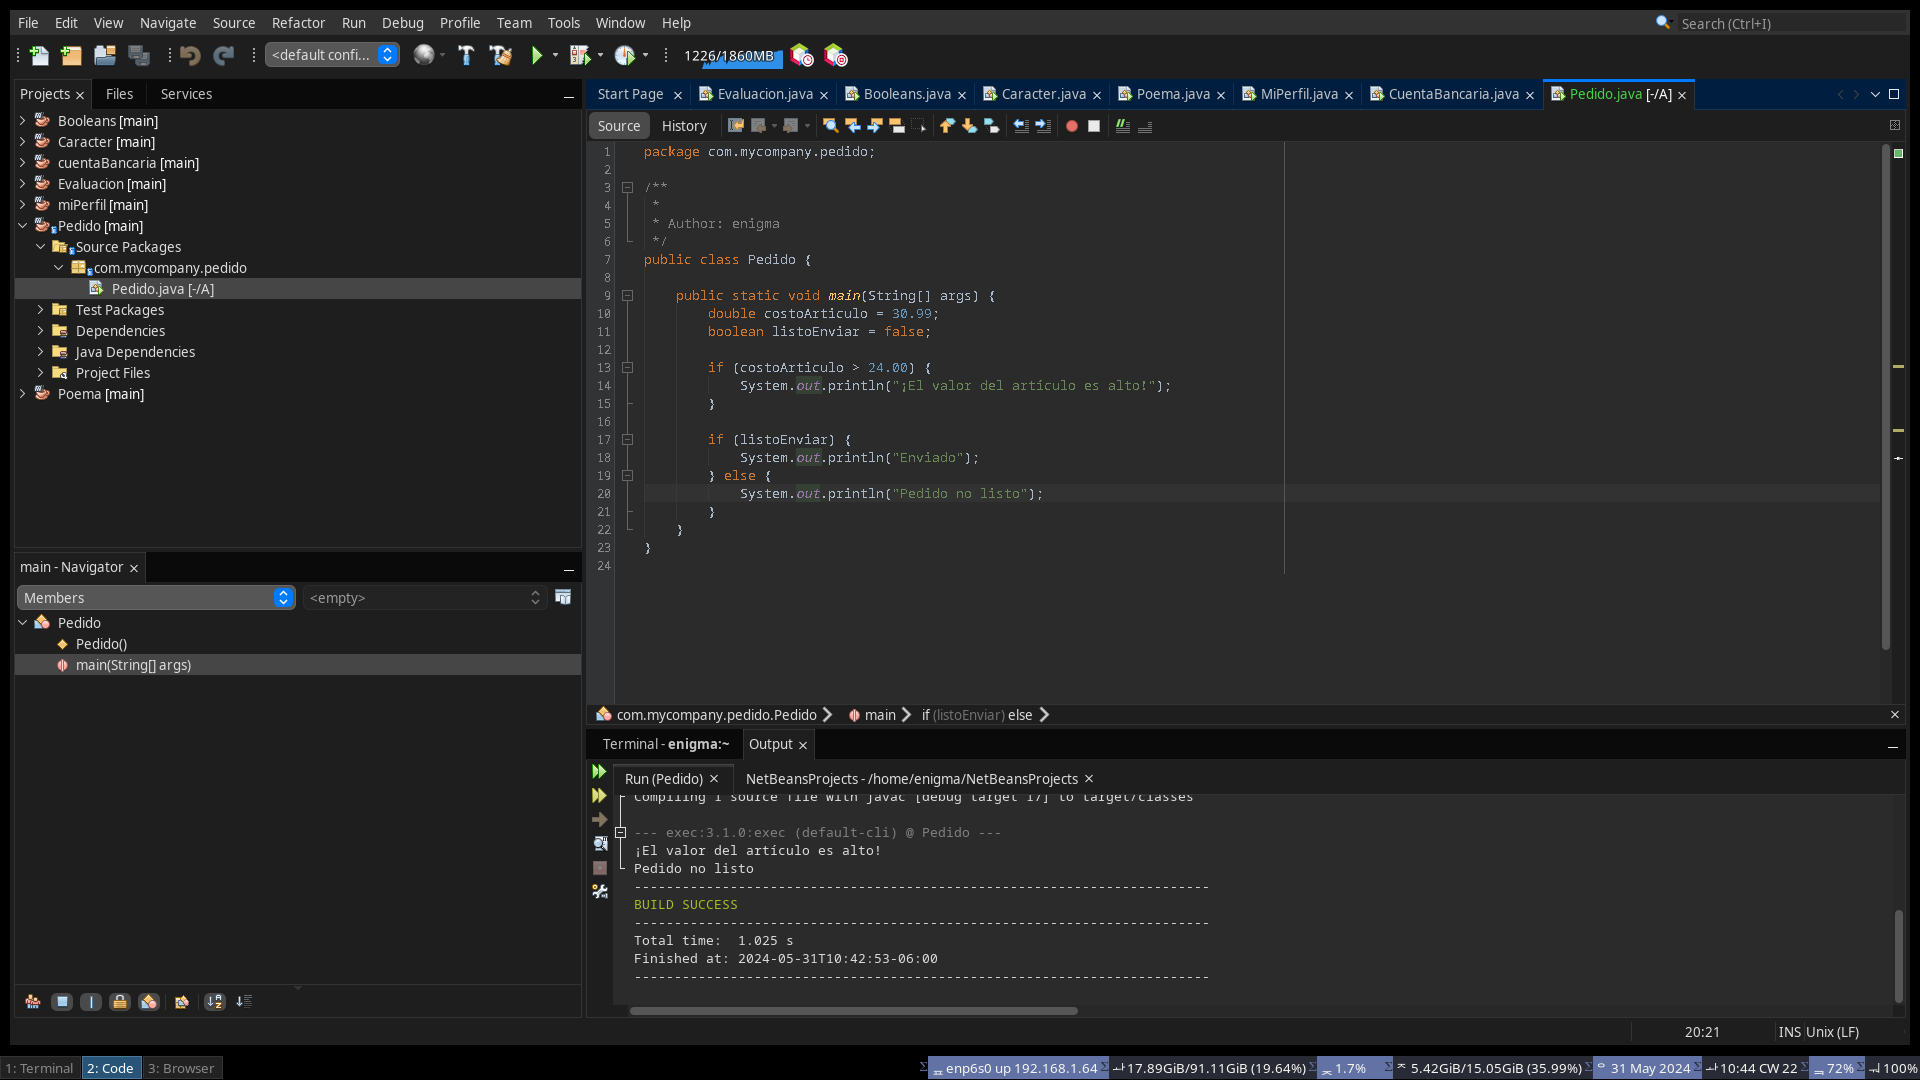 File Edit View Navigate Source Refactor Run Debug Profile Team Tools Window Help
Search (Ctrl+I)
<default confi...
1226/1860MB
Projects Files Services
Booleans [main]
Caracter [main]
cuentaBancaria [main]
Evaluacion [main]
miPerfil [main]
Pedido [main]
Source Packages
com.mycompany.pedido
Pedido.java [-/A]
Test Packages
Dependencies
Java Dependencies
Project Files
Poema [main]
main - Navigator
Members
<empty>
Pedido
Pedido()
main(String[] args)
Start Page Evaluacion.java Booleans.java Caracter.java Poema.java MiPerfil.java CuentaBancaria.java Pedido.java [-/A]
Source History
1 package com.mycompany.pedido;
2
3 /**
4 *
5 * Author: enigma
6 */
7 public class Pedido {
8
9 public static void main(String[] args) {
10 double costoArticulo = 30.99;
11 boolean listoEnviar = false;
12
13 if (costoArticulo > 24.00) {
14 System.out.println("¡El valor del artículo es alto!");
15 }
16
17 if (listoEnviar) {
18 System.out.println("Enviado");
19 } else {
20 System.out.println("Pedido no listo");
21 }
22 }
23 }
24
com.mycompany.pedido.Pedido main if (listoEnviar) else
Terminal - enigma:~ Output
Run (Pedido) NetBeansProjects - /home/enigma/NetBeansProjects
Compiling 1 source file with javac [debug target 17] to target/classes
--- exec:3.1.0:exec (default-cli) @ Pedido ---
¡El valor del artículo es alto!
Pedido no listo
------------------------------------------------------------------------
BUILD SUCCESS
------------------------------------------------------------------------
Total time:  1.025 s
Finished at: 2024-05-31T10:42:53-06:00
------------------------------------------------------------------------
20:21 INS Unix (LF)
1: Terminal 2: Code 3: Browser
enp6s0 up 192.168.1.64 17.89GiB/91.11GiB (19.64%) 1.7% 5.42GiB/15.05GiB (35.99%) 31 May 2024 10:44 CW 22 72% 100%